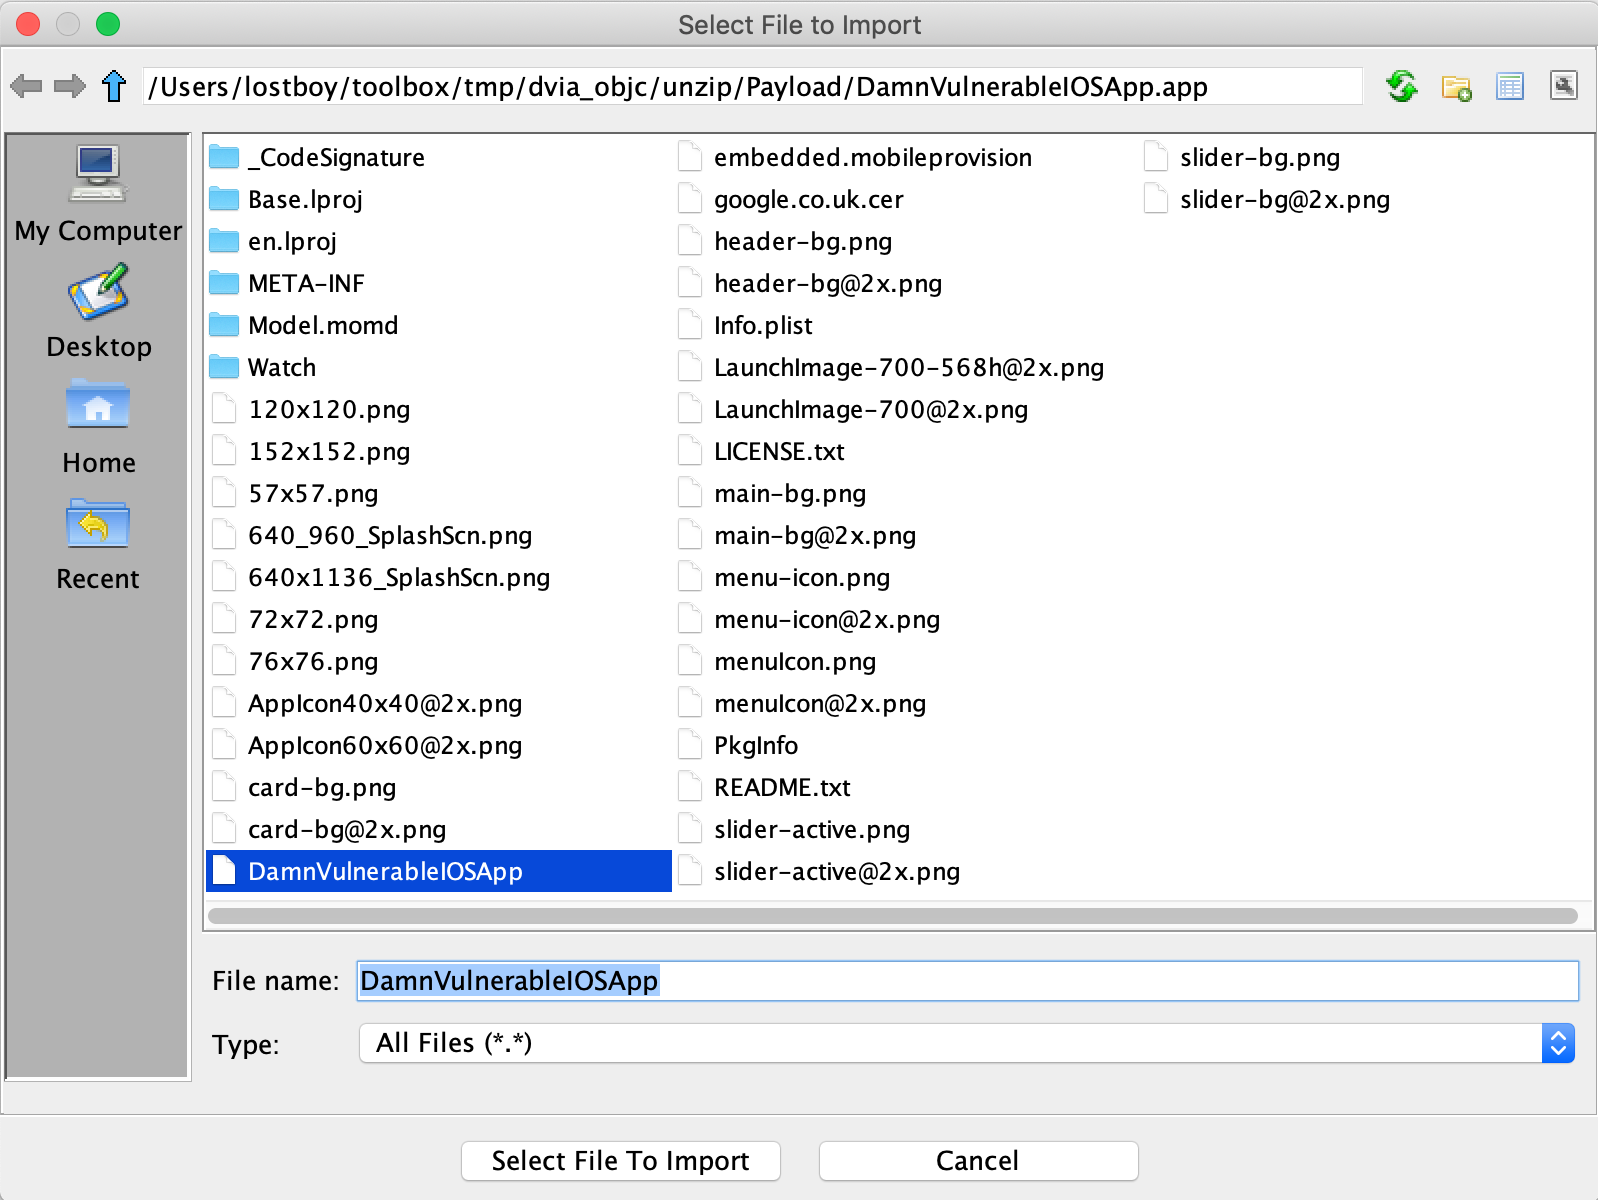 Select File to Import
/Users/lostboy/toolbox/tmp/dvia_objc/unzip/Payload/DamnVulnerableIOSApp.app
My Computer
Desktop
Home
Recent
_CodeSignature
Base.lproj
en.lproj
META-INF
Model.momd
Watch
120x120.png
152x152.png
57x57.png
640_960_SplashScn.png
640x1136_SplashScn.png
72x72.png
76x76.png
AppIcon40x40@2x.png
AppIcon60x60@2x.png
card-bg.png
card-bg@2x.png
DamnVulnerableIOSApp
embedded.mobileprovision
google.co.uk.cer
header-bg.png
header-bg@2x.png
Info.plist
LaunchImage-700-568h@2x.png
LaunchImage-700@2x.png
LICENSE.txt
main-bg.png
main-bg@2x.png
menu-icon.png
menu-icon@2x.png
menuIcon.png
menuIcon@2x.png
PkgInfo
README.txt
slider-active.png
slider-active@2x.png
slider-bg.png
slider-bg@2x.png
File name: DamnVulnerableIOSApp
Type: All Files (*.*)
Select File To Import Cancel